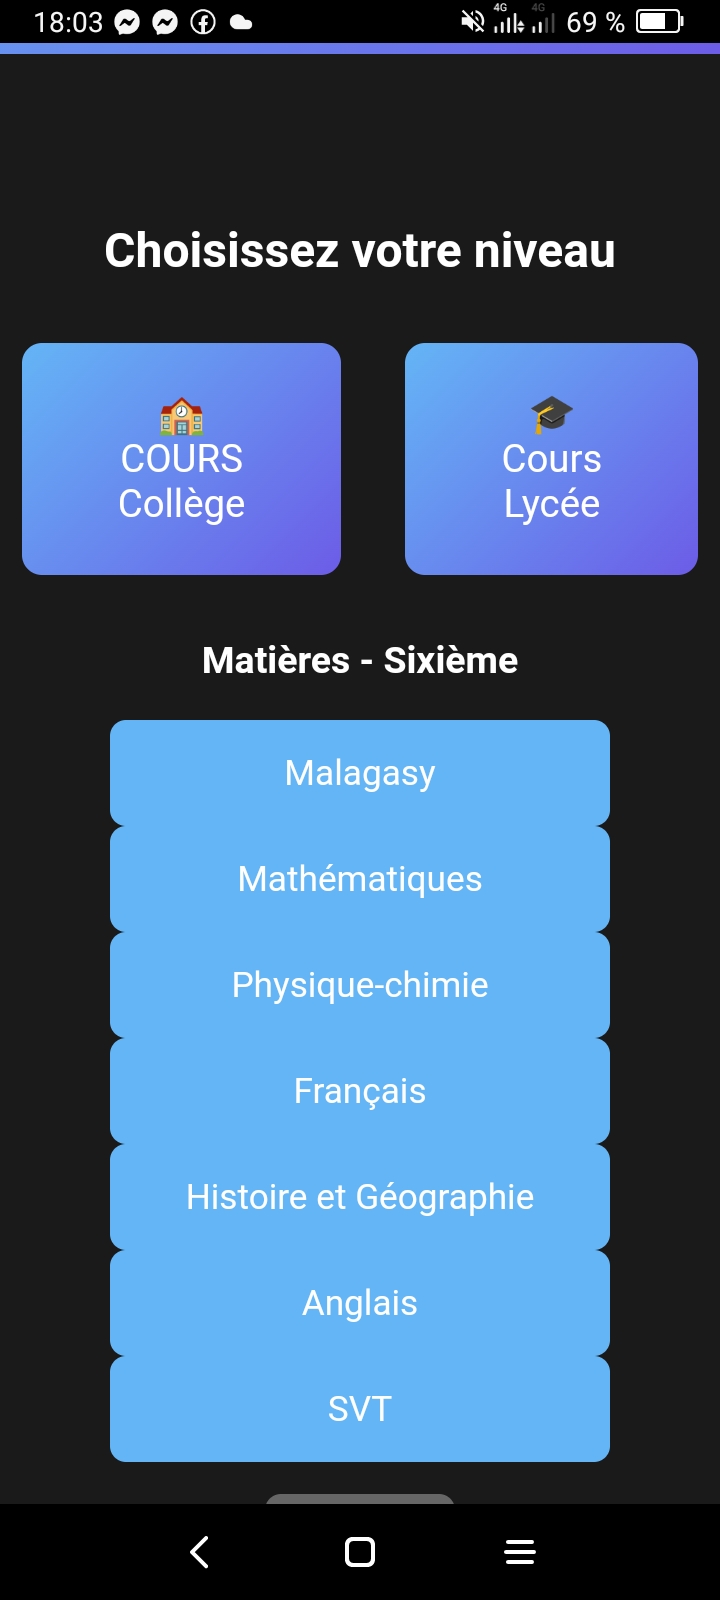 18:03 4G 4G 69 %
Choisissez votre niveau
COURS
Collège
Cours
Lycée
Matières - Sixième
Malagasy
Mathématiques
Physique-chimie
Français
Histoire et Géographie
Anglais
SVT